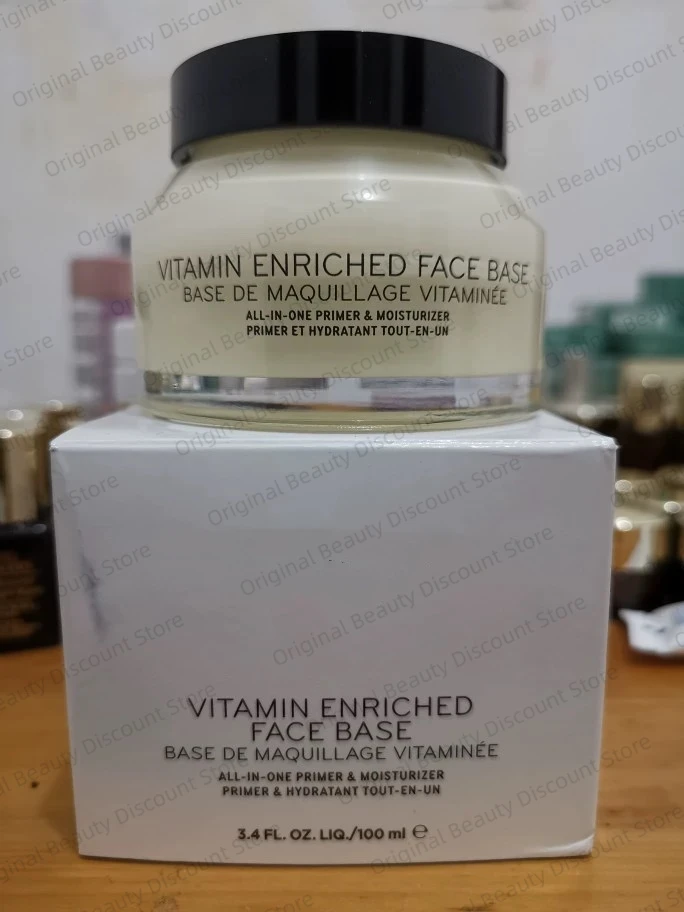 VITAMIN ENRICHED FACE BASE
BASE DE MAQUILLAGE VITAMINÉE
ALL-IN-ONE PRIMER & MOISTURIZER
PRIMER ET HYDRATANT TOUT-EN-UN
VITAMIN ENRICHED
FACE BASE
BASE DE MAQUILLAGE VITAMINÉE
ALL-IN-ONE PRIMER & MOISTURIZER
PRIMER & HYDRATANT TOUT-EN-UN
3.4 FL. OZ. LIQ./100 ml ℮
Original Beauty Discount Store